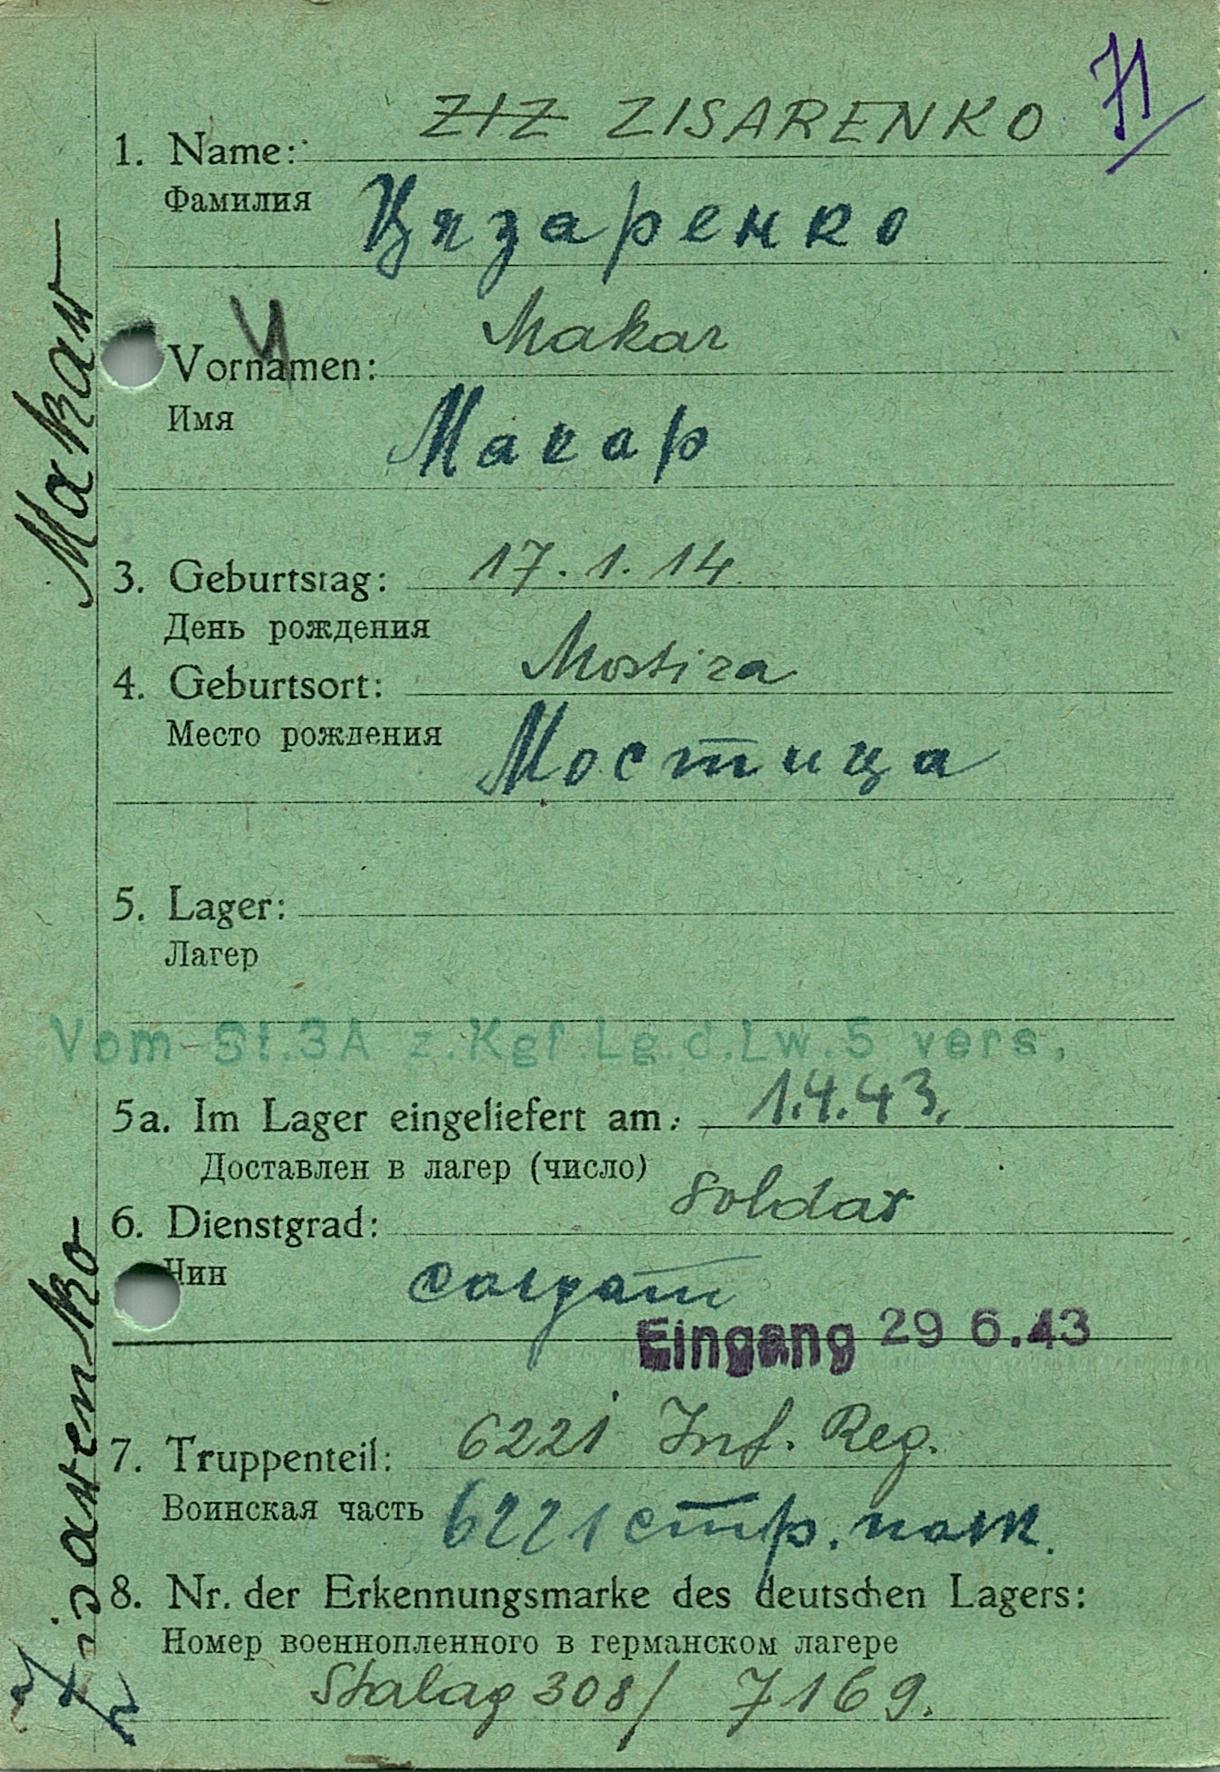 71
ZIZ ZISARENKO
1. Name:
Фамилия
Цизаренко
Makar
Vornamen:
Имя
Макар
3. Geburtstag: 17.1.14
День рождения
Mostiza
4. Geburtsort:
Место рождения
Мостица
5. Lager:
Лагер
Vom St.3A z.Kgf.Lg.d.Lw.5 vers.
5a. Im Lager eingeliefert am: 1.4.43.
Доставлен в лагер (число)
Soldat
6. Dienstgrad:
Чин
солдат
Eingang 29 6.43
7. Truppenteil: 6221 Inf. Reg.
Воинская часть 6221 стр. полк.
8. Nr. der Erkennungsmarke des deutschen Lagers:
Номер военнопленного в германском лагере
Stalag 308/ 7169.
Zisarenko Makar